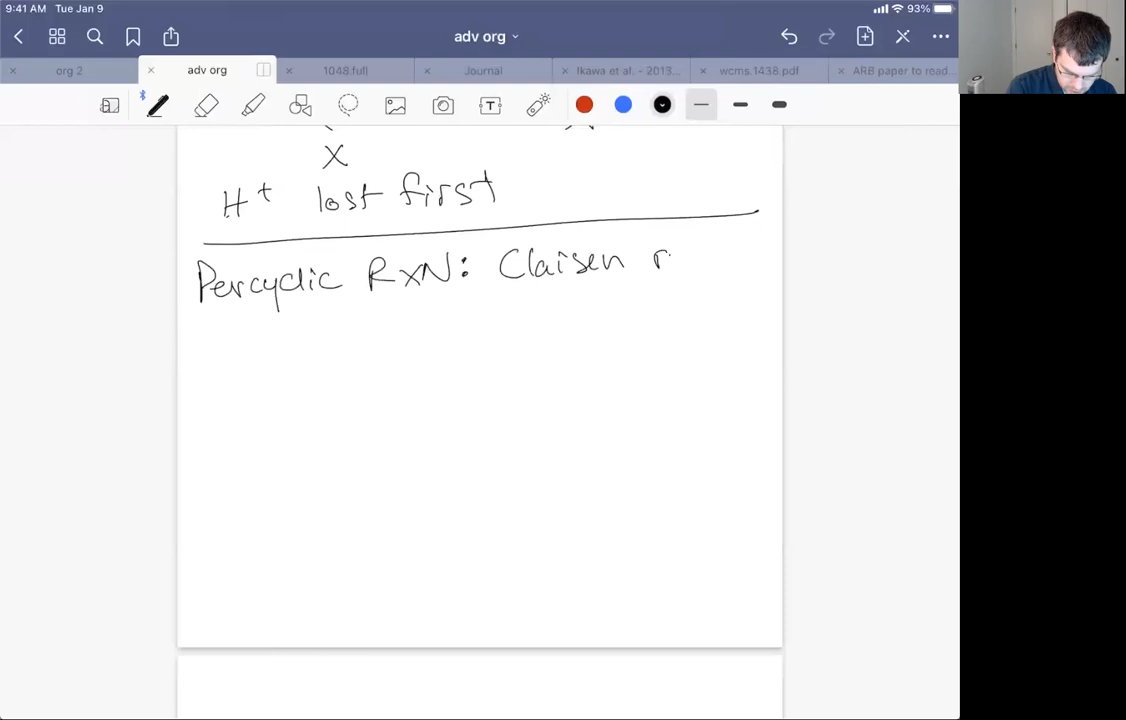 9:41 AM Tue Jan 9
93%
adv org
org 2
adv org
1048.full
Journal
Ikawa et al. - 2013...
wcms.1438.pdf
ARB paper to read...
T
X
H+ lost first
Percyclic RXN: Claisen r